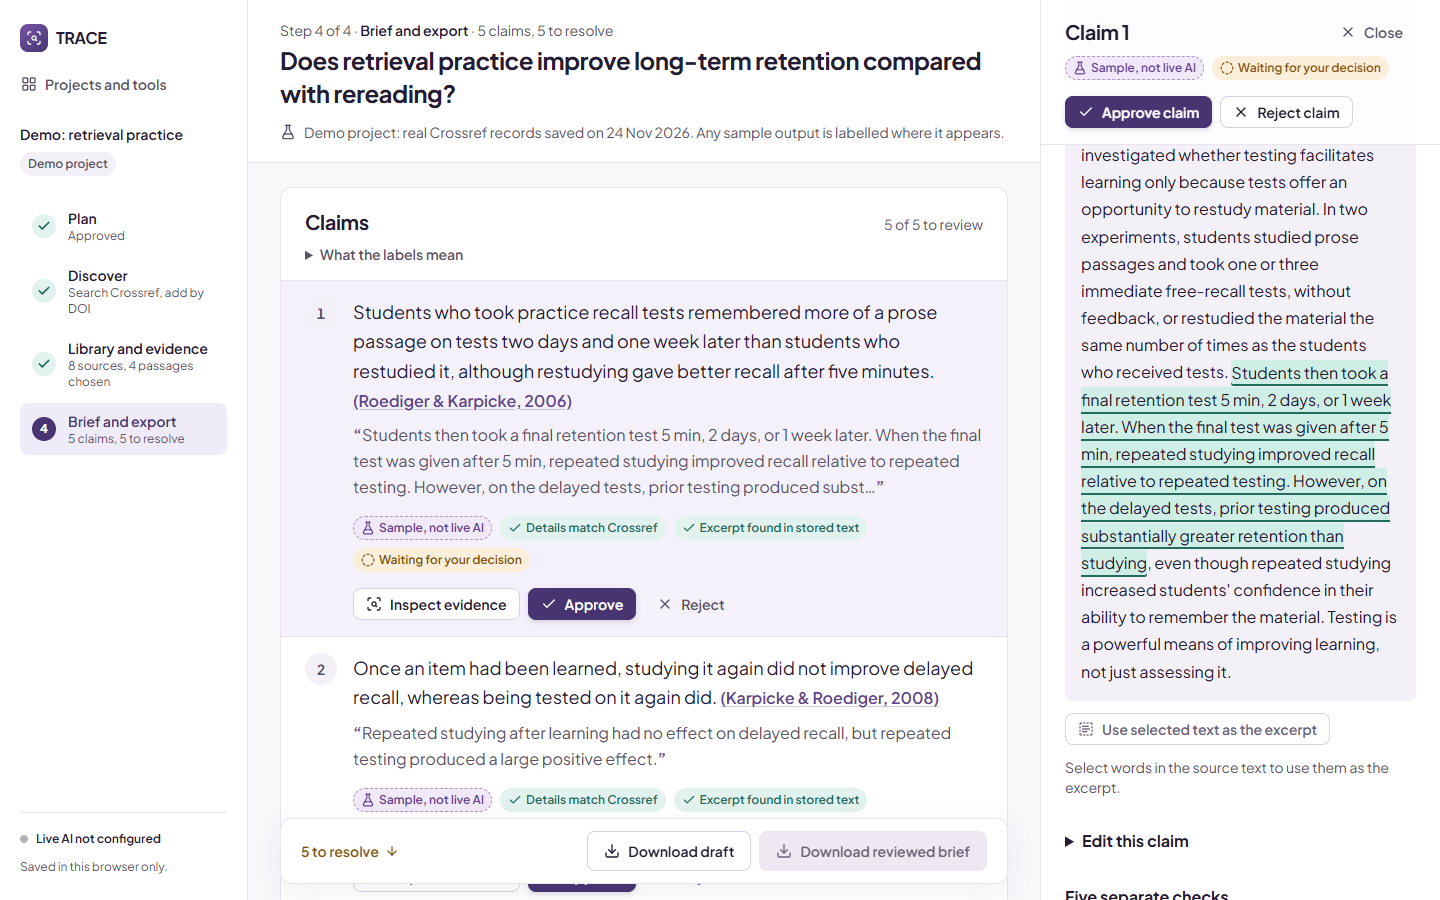 TRACE
Projects and tools
Demo: retrieval practice
Demo project
Plan
Approved
Discover
Search Crossref, add by
DOI
Library and evidence
8 sources, 4 passages
chosen
4
Brief and export
5 claims, 5 to resolve
Live AI not configured
Saved in this browser only.
Step 4 of 4 · Brief and export · 5 claims, 5 to resolve
Does retrieval practice improve long-term retention compared
with rereading?
Demo project: real Crossref records saved on 24 Nov 2026. Any sample output is labelled where it appears.
Claims
5 of 5 to review
What the labels mean
1
Students who took practice recall tests remembered more of a prose
passage on tests two days and one week later than students who
restudied it, although restudying gave better recall after five minutes.
(Roediger & Karpicke, 2006)
“Students then took a final retention test 5 min, 2 days, or 1 week later. When the final
test was given after 5 min, repeated studying improved recall relative to repeated
testing. However, on the delayed tests, prior testing produced subst…”
Sample, not live AI
Details match Crossref
Excerpt found in stored text
Waiting for your decision
Inspect evidence
Approve
Reject
2
Once an item had been learned, studying it again did not improve delayed
recall, whereas being tested on it again did. (Karpicke & Roediger, 2008)
“Repeated studying after learning had no effect on delayed recall, but repeated
testing produced a large positive effect.”
Sample, not live AI
Details match Crossref
Excerpt found in stored text
5 to resolve
Download draft
Download reviewed brief
Claim 1
Close
Sample, not live AI
Waiting for your decision
Approve claim
Reject claim
investigated whether testing facilitates
learning only because tests offer an
opportunity to restudy material. In two
experiments, students studied prose
passages and took one or three
immediate free-recall tests, without
feedback, or restudied the material the
same number of times as the students
who received tests. Students then took a
final retention test 5 min, 2 days, or 1 week
later. When the final test was given after 5
min, repeated studying improved recall
relative to repeated testing. However, on
the delayed tests, prior testing produced
substantially greater retention than
studying, even though repeated studying
increased students' confidence in their
ability to remember the material. Testing is
a powerful means of improving learning,
not just assessing it.
Use selected text as the excerpt
Select words in the source text to use them as the
excerpt.
Edit this claim
Five separate checks